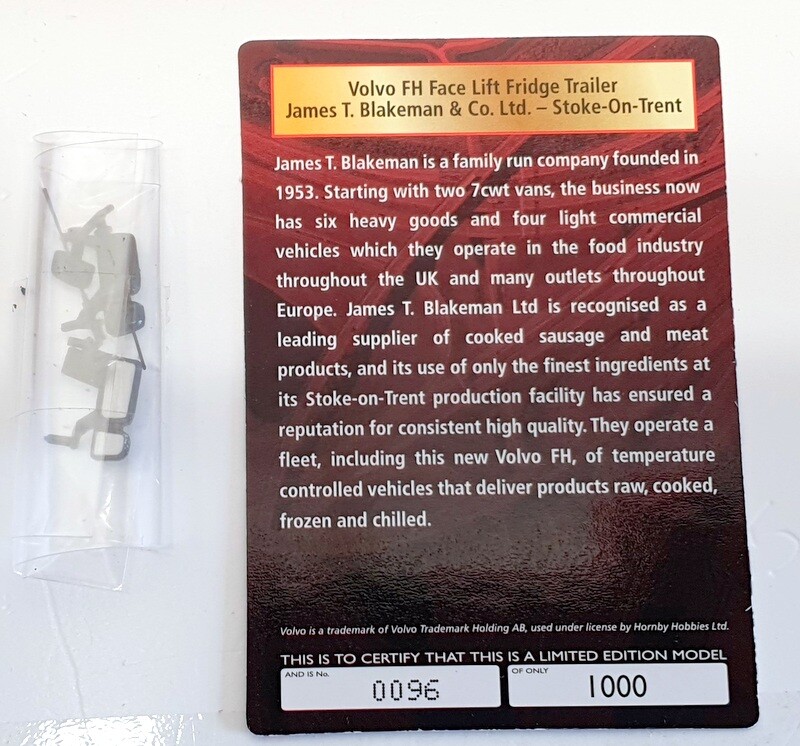 Volvo FH Face Lift Fridge Trailer
James T. Blakeman & Co. Ltd. – Stoke-On-Trent
James T. Blakeman is a family run company founded in
1953. Starting with two 7cwt vans, the business now
has six heavy goods and four light commercial
vehicles which they operate in the food industry
throughout the UK and many outlets throughout
Europe. James T. Blakeman Ltd is recognised as a
leading supplier of cooked sausage and meat
products, and its use of only the finest ingredients at
its Stoke-on-Trent production facility has ensured a
reputation for consistent high quality. They operate a
fleet, including this new Volvo FH, of temperature
controlled vehicles that deliver products raw, cooked,
frozen and chilled.
Volvo is a trademark of Volvo Trademark Holding AB, used under license by Hornby Hobbies Ltd.
THIS IS TO CERTIFY THAT THIS IS A LIMITED EDITION MODEL
AND IS No. 0096 OF ONLY 1000